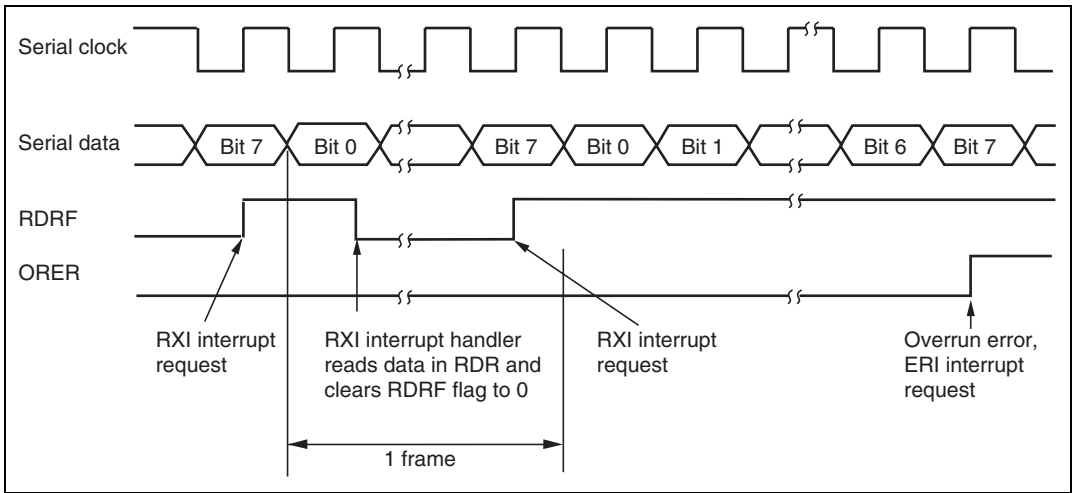 Serial clock
Serial data
Bit 7 Bit 0 Bit 7 Bit 0 Bit 1 Bit 6 Bit 7
RDRF
ORER
RXI interrupt
request
RXI interrupt handler
reads data in RDR and
clears RDRF flag to 0
RXI interrupt
request
Overrun error,
ERI interrupt
request
1 frame